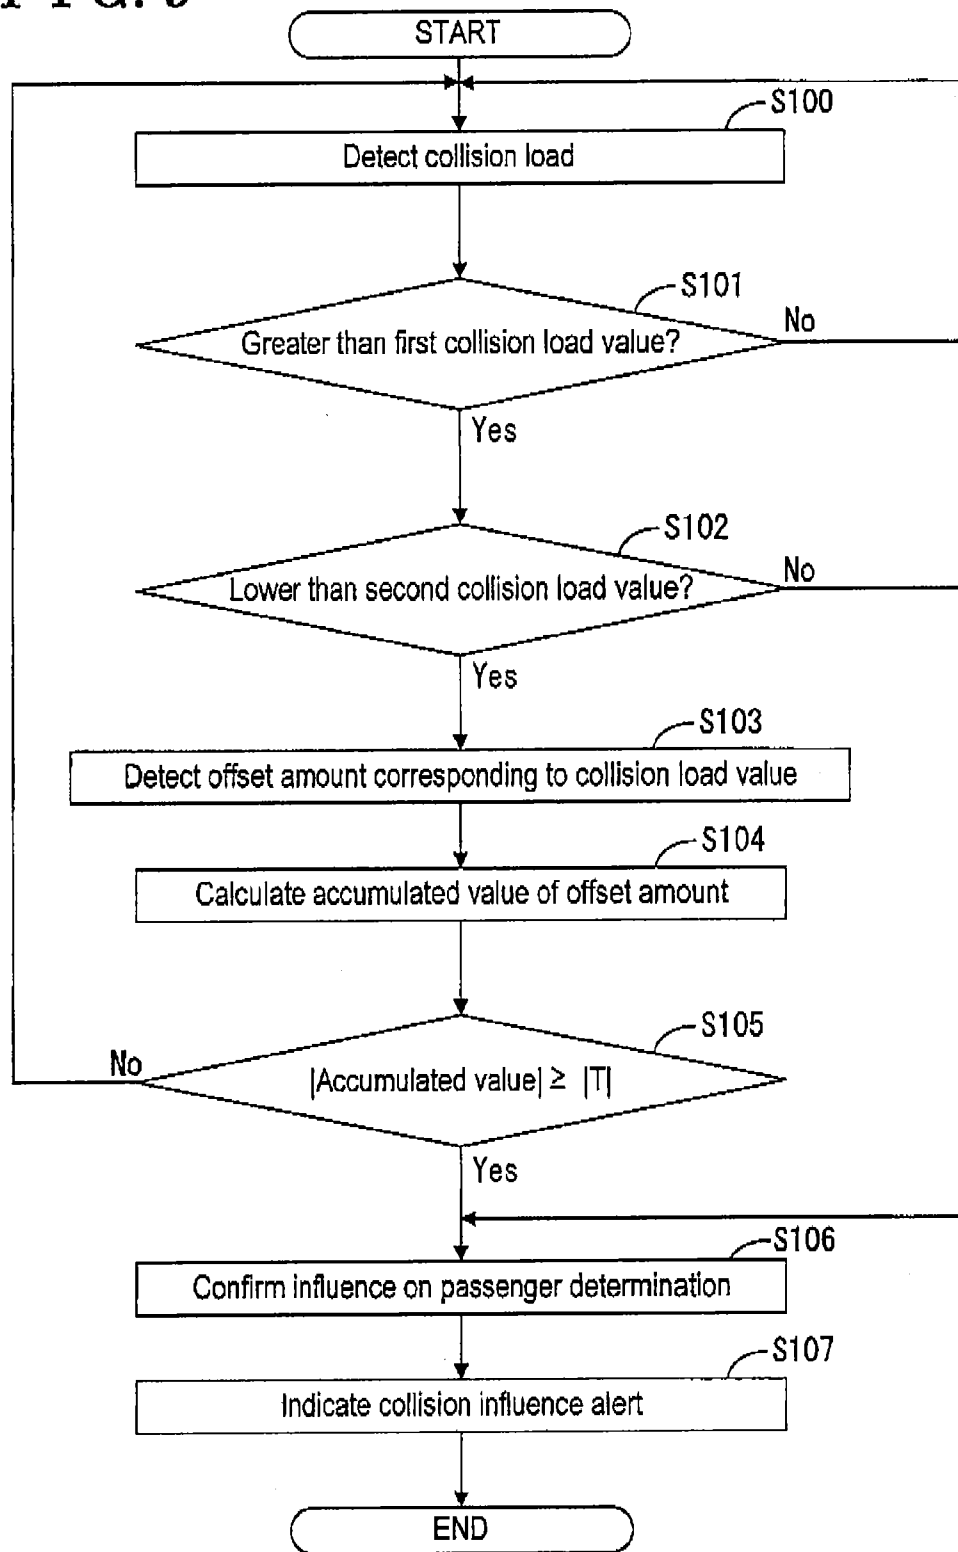 START
S100
Detect collision load
S101
Greater than first collision load value?
No
Yes
S102
Lower than second collision load value?
No
Yes
S103
Detect offset amount corresponding to collision load value
S104
Calculate accumulated value of offset amount
S105
No
|Accumulated value| ≥ |T|
Yes
S106
Confirm influence on passenger determination
S107
Indicate collision influence alert
END